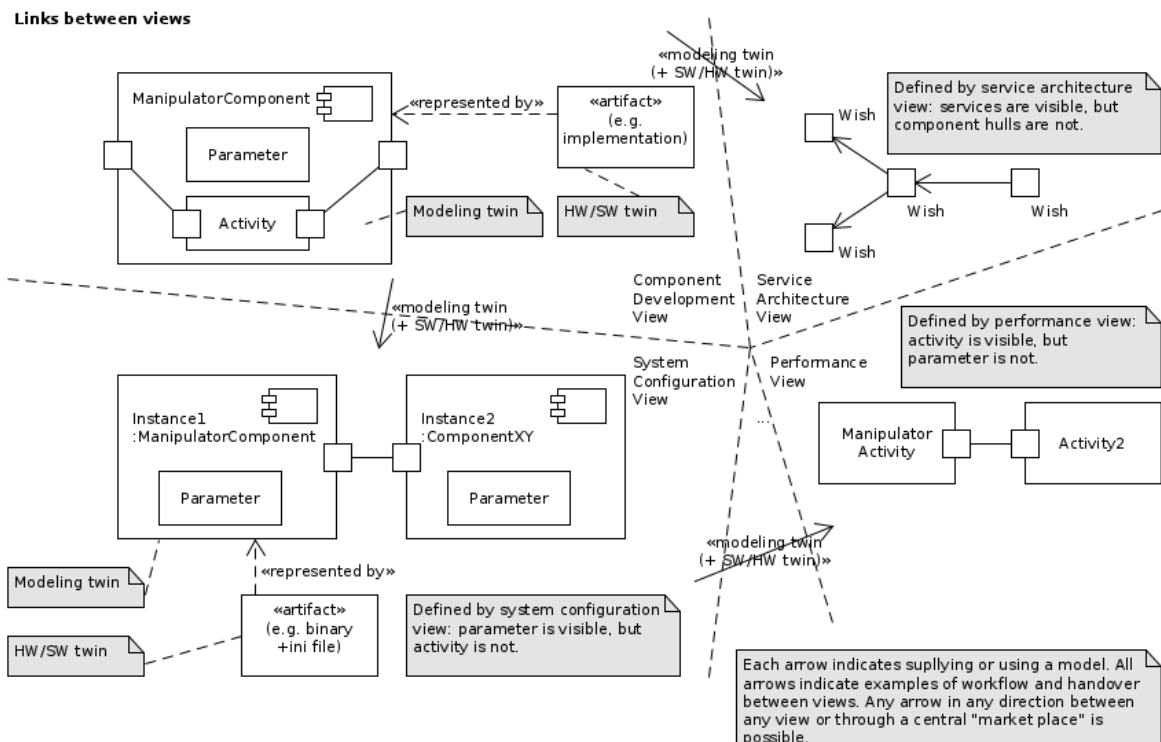 Links between views
ManipulatorComponent
Parameter
Activity
«represented by»
«artifact»
(e.g.
implementation)
Modeling twin
HW/SW twin
«modeling twin
(+ SW/HW twin)»
Wish
Wish
Wish
Wish
Defined by service architecture
view: services are visible, but
component hulls are not.
«modeling twin
(+ SW/HW twin)»
Component
Development
View
Service
Architecture
View
System
Configuration
View
Performance
View
...
Defined by performance view:
activity is visible, but
parameter is not.
Instance1
:ManipulatorComponent
Parameter
Instance2
:ComponentXY
Parameter
Manipulator
Activity
Activity2
«modeling twin
(+ SW/HW twin)»
Modeling twin
HW/SW twin
«represented by»
«artifact»
(e.g. binary
+ini file)
Defined by system configuration
view: parameter is visible, but
activity is not.
Each arrow indicates supllying or using a model. All
arrows indicate examples of workflow and handover
between views. Any arrow in any direction between
any view or through a central "market place" is
possible.